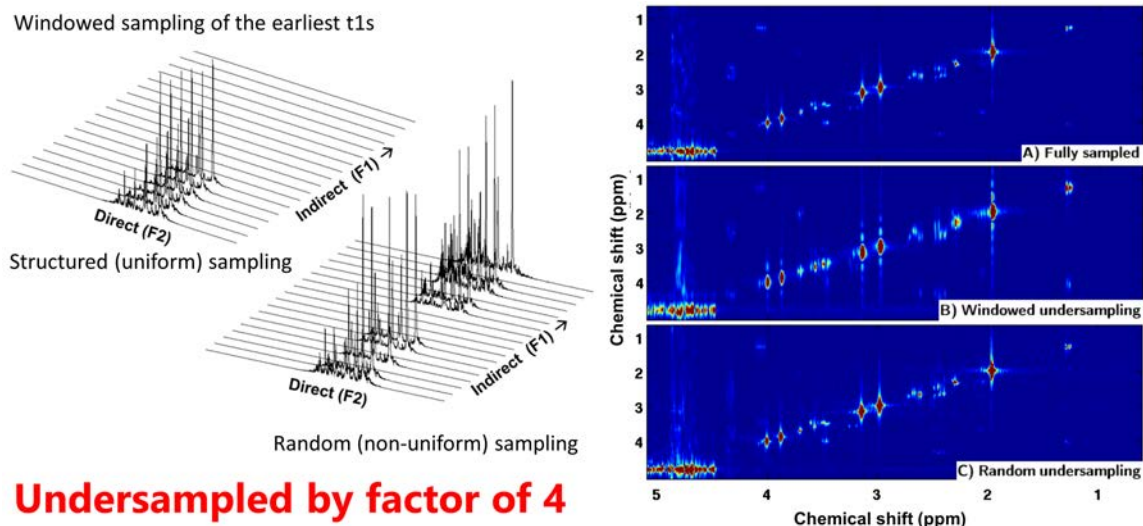 Windowed sampling of the earliest t1s
Direct (F2)
Indirect (F1)
Structured (uniform) sampling
Direct (F2)
Indirect (F1)
Random (non-uniform) sampling
Undersampled by factor of 4
1
2
3
4
A) Fully sampled
1
2
3
4
B) Windowed undersampling
1
2
3
4
C) Random undersampling
Chemical shift (ppm)
5 4 3 2 1
Chemical shift (ppm)